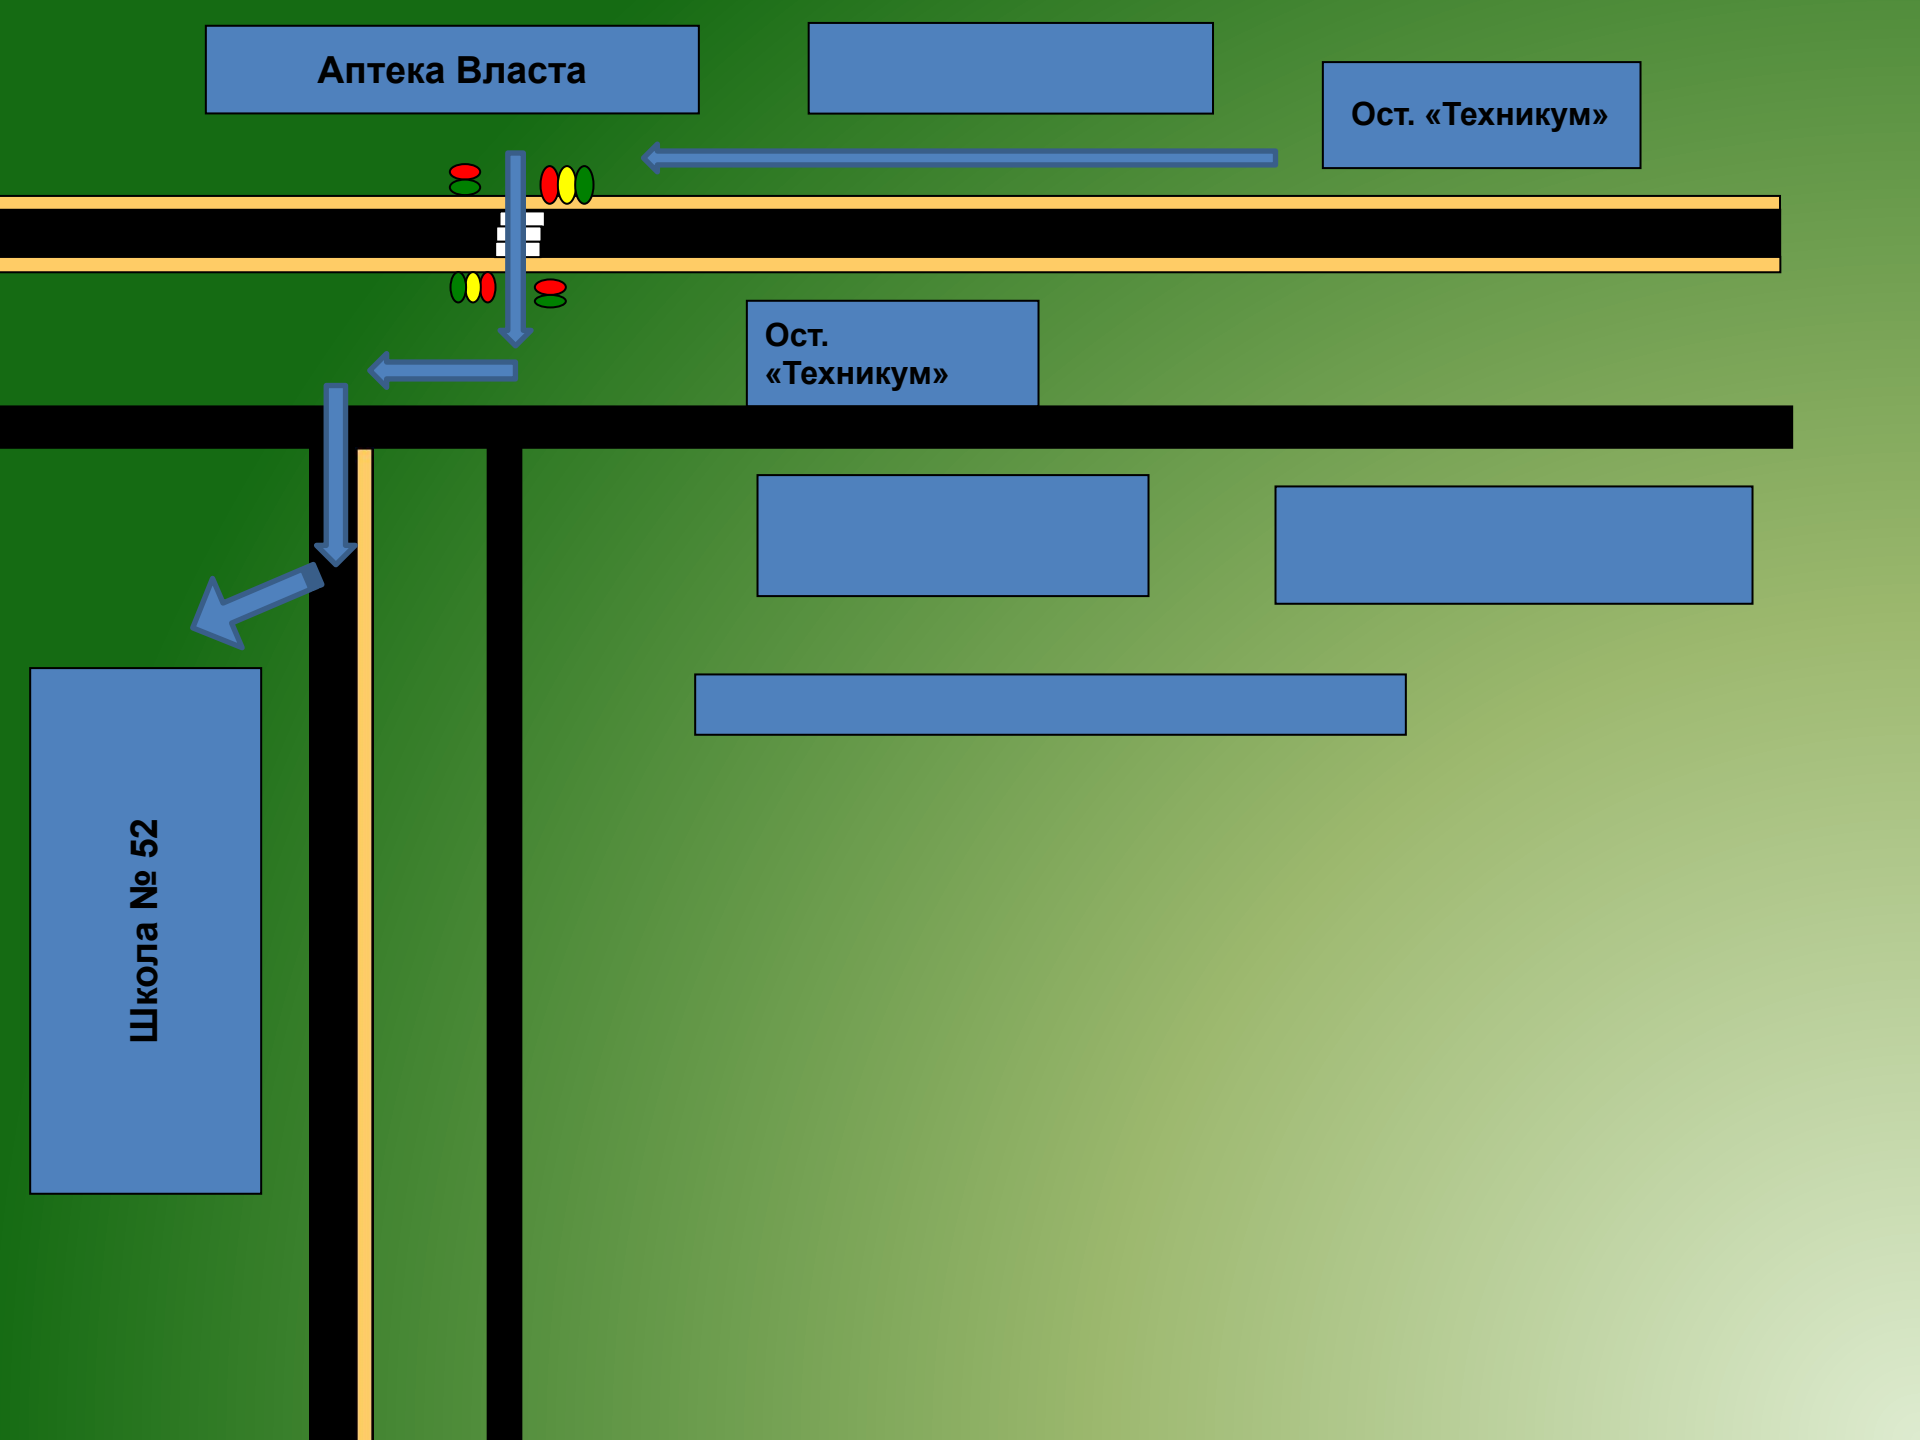 Аптека Власта
Ост. «Техникум»
Ост.
«Техникум»
Школа № 52